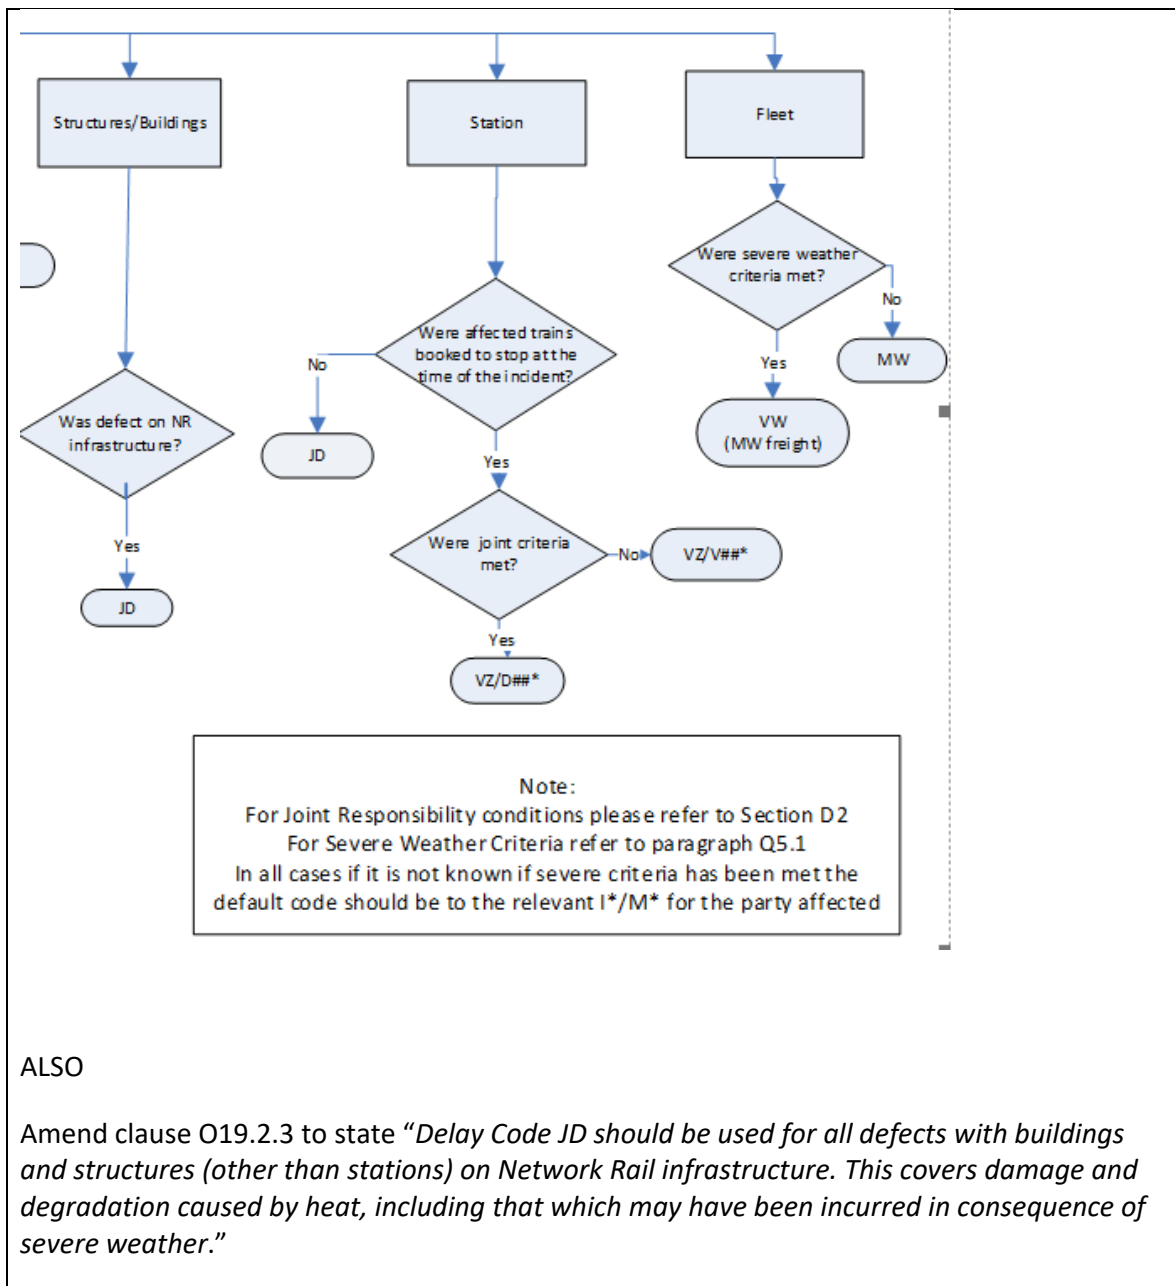 Structures/Buildings
Station
Fleet
Were severe weather
criteria met?
No
MW
Yes
VW
(MW freight)
Were affected trains
booked to stop at the
time of the incident?
No
JD
Yes
Was defect on NR
infrastructure?
Yes
JD
Were joint criteria
met?
No
VZ/V##*
Yes
VZ/D##*
Note:
For Joint Responsibility conditions please refer to Section D2
For Severe Weather Criteria refer to paragraph Q5.1
In all cases if it is not known if severe criteria has been met the
default code should be to the relevant I*/M* for the party affected
ALSO
Amend clause O19.2.3 to state “Delay Code JD should be used for all defects with buildings
and structures (other than stations) on Network Rail infrastructure. This covers damage and
degradation caused by heat, including that which may have been incurred in consequence of
severe weather.”